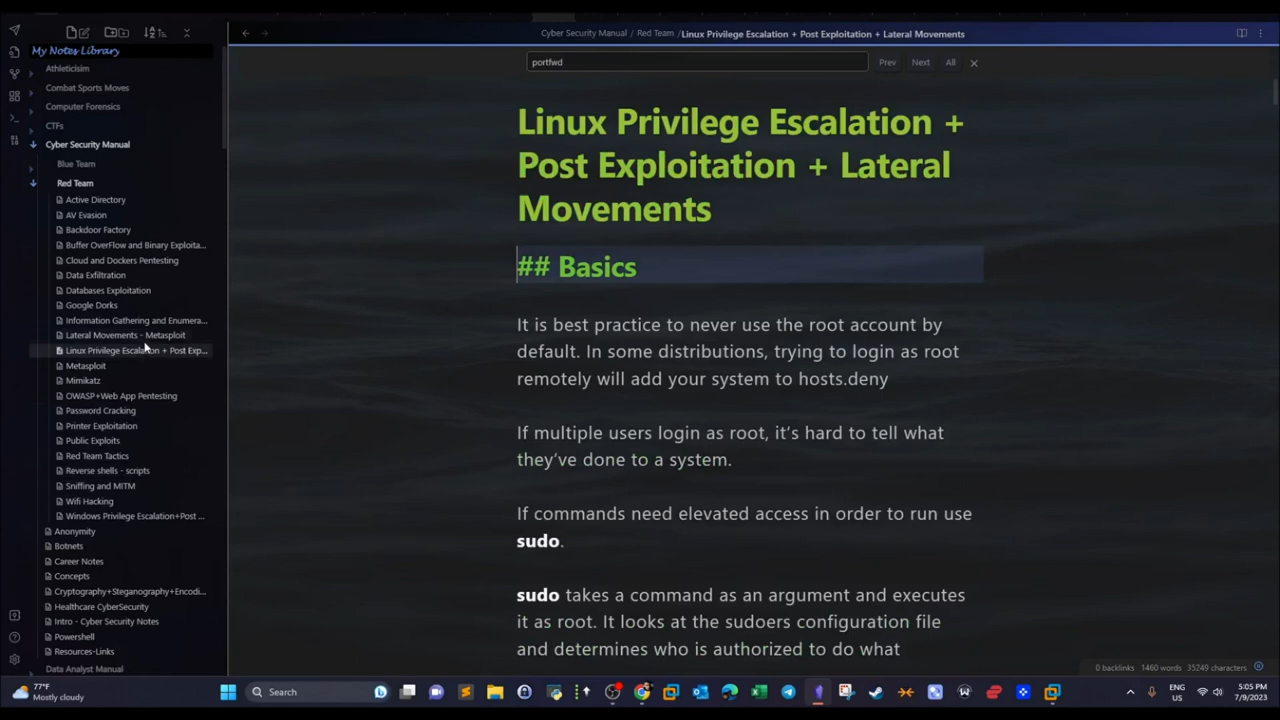 My Notes Library
Athleticisim
Combat Sports Moves
Computer Forensics
CTFs
Cyber Security Manual
Blue Team
Red Team
Active Directory
AV Evasion
Backdoor Factory
Buffer OverFlow and Binary Exploita...
Cloud and Dockers Pentesting
Data Exfiltration
Databases Exploitation
Google Dorks
Information Gathering and Enumera...
Lateral Movements - Metasploit
Linux Privilege Escalation + Post Exp...
Metasploit
Mimikatz
OWASP+Web App Pentesting
Password Cracking
Printer Exploitation
Public Exploits
Red Team Tactics
Reverse shells - scripts
Sniffing and MITM
Wifi Hacking
Windows Privilege Escalation+Post ...
Anonymity
Botnets
Career Notes
Concepts
Cryptography+Steganography+Encodi...
Healthcare CyberSecurity
Intro - Cyber Security Notes
Powershell
Resources-Links
Data Analyst Manual
Cyber Security Manual / Red Team / Linux Privilege Escalation + Post Exploitation + Lateral Movements
portfwd
Prev Next All
Linux Privilege Escalation +
Post Exploitation + Lateral
Movements
## Basics
It is best practice to never use the root account by
default. In some distributions, trying to login as root
remotely will add your system to hosts.deny
If multiple users login as root, it's hard to tell what
they've done to a system.
If commands need elevated access in order to run use
sudo.
sudo takes a command as an argument and executes
it as root. It looks at the sudoers configuration file
and determines who is authorized to do what
0 backlinks 1460 words 35249 characters
77°F
Mostly cloudy
Search
ENG
US
5:05 PM
7/9/2023